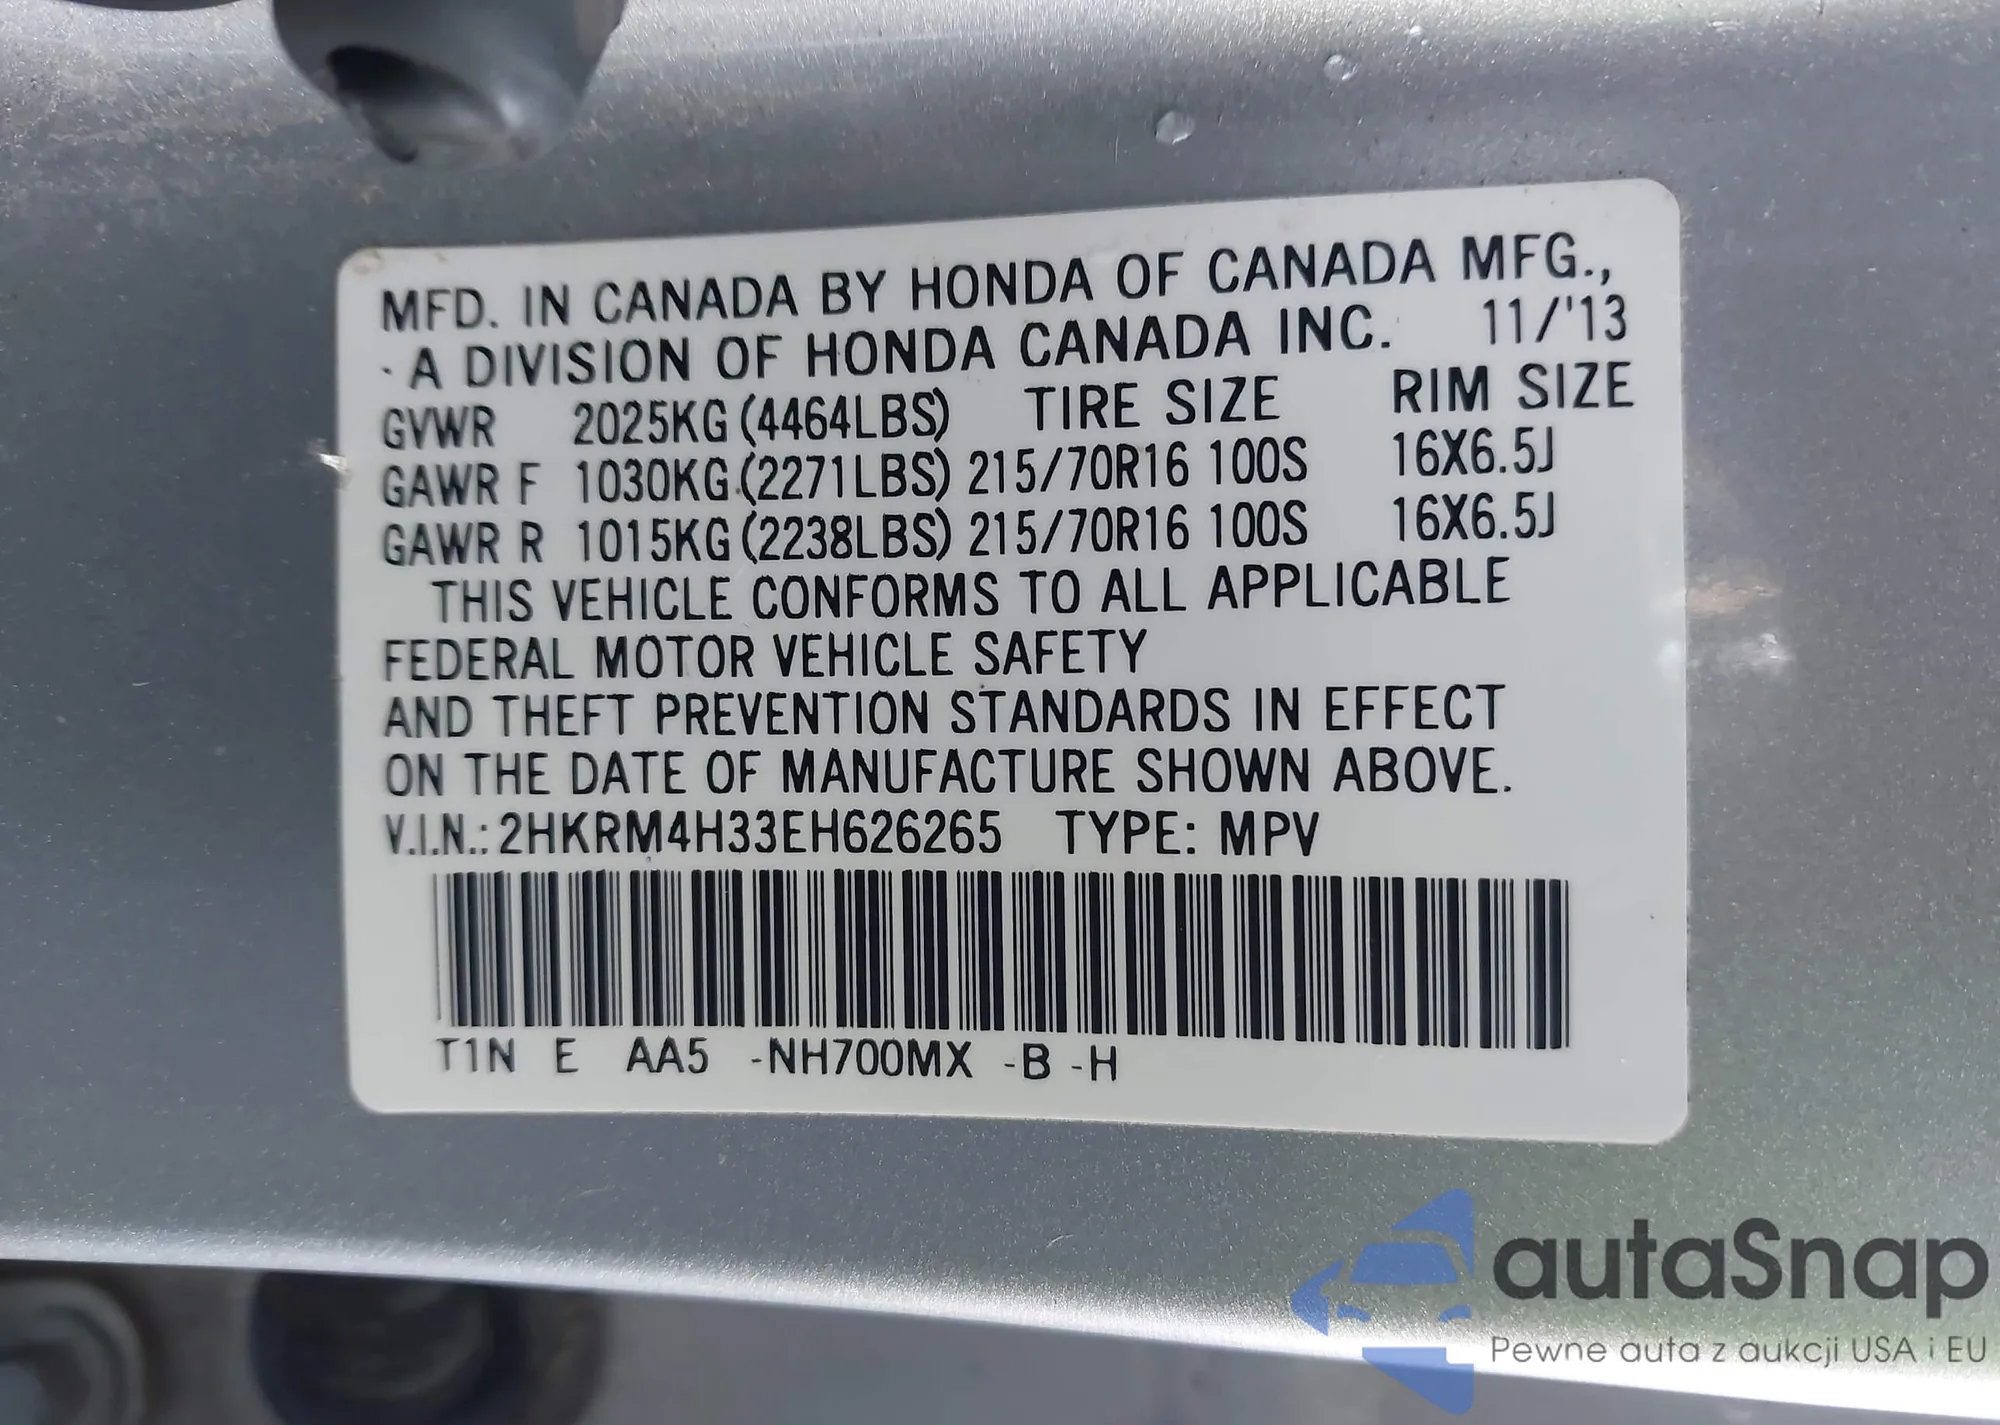 MFD. IN CANADA BY HONDA OF CANADA MFG.,
A DIVISION OF HONDA CANADA INC. 11/'13
GVWR 2025KG (4464LBS) TIRE SIZE RIM SIZE
GAWR F 1030KG (2271LBS) 215/70R16 100S 16X6.5J
GAWR R 1015KG (2238LBS) 215/70R16 100S 16X6.5J
THIS VEHICLE CONFORMS TO ALL APPLICABLE
FEDERAL MOTOR VEHICLE SAFETY
AND THEFT PREVENTION STANDARDS IN EFFECT
ON THE DATE OF MANUFACTURE SHOWN ABOVE.
V.I.N.: 2HKRM4H33EH626265 TYPE: MPV
T1N E AA5 -NH700MX -B -H
autaSnap
Pewne auta z aukcji USA i EU